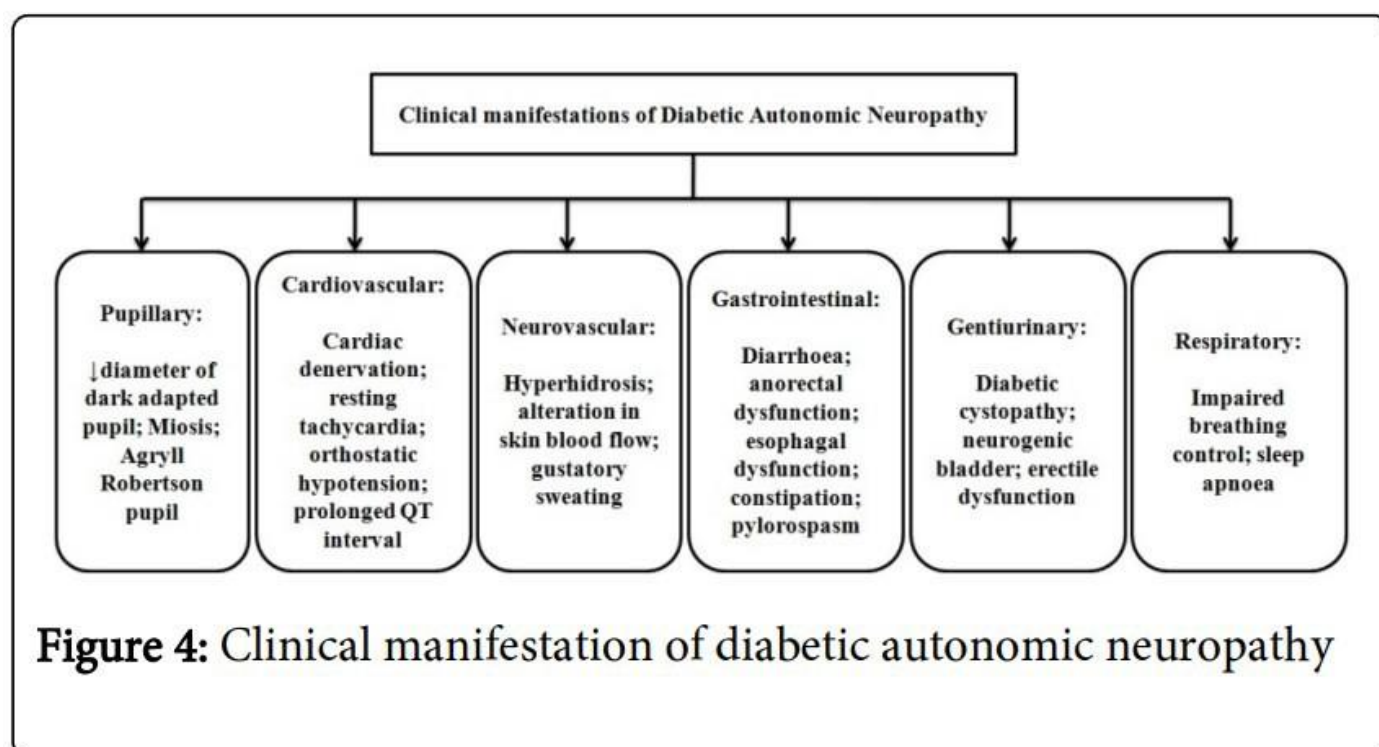 Clinical manifestations of Diabetic Autonomic Neuropathy
Pupillary:
↓diameter of
dark adapted
pupil; Miosis;
Agryll
Robertson
pupil
Cardiovascular:
Cardiac
denervation;
resting
tachycardia;
orthostatic
hypotension;
prolonged QT
interval
Neurovascular:
Hyperhidrosis;
alteration in
skin blood flow;
gustatory
sweating
Gastrointestinal:
Diarrhoea;
anorectal
dysfunction;
esophagal
dysfunction;
constipation;
pylorospasm
Gentiurinary:
Diabetic
cystopathy;
neurogenic
bladder; erectile
dysfunction
Respiratory:
Impaired
breathing
control; sleep
apnoea
Figure 4: Clinical manifestation of diabetic autonomic neuropathy